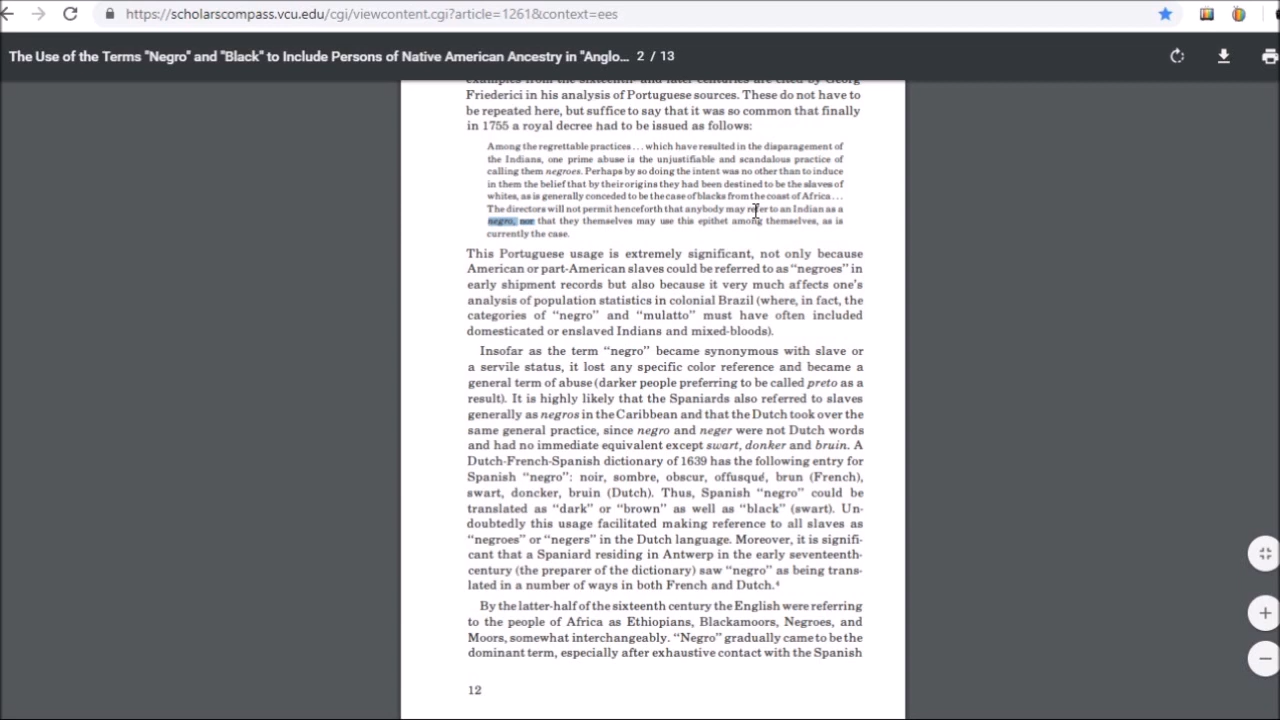 https://scholarscompass.vcu.edu/cgi/viewcontent.cgi?article=1261&context=ees
The Use of the Terms "Negro" and "Black" to Include Persons of Native American Ancestry in "Anglo... 2 / 13
examples from the sixteenth and later centuries are cited by Georg
Friederici in his analysis of Portuguese sources. These do not have to
be repeated here, but suffice to say that it was so common that finally
in 1755 a royal decree had to be issued as follows:
Among the regrettable practices . . . which have resulted in the disparagement of
the Indians, one prime abuse is the unjustifiable and scandalous practice of
calling them negroes. Perhaps by so doing the intent was no other than to induce
in them the belief that by their origins they had been destined to be the slaves of
whites, as is generally conceded to be the case of blacks from the coast of Africa . . .
The directors will not permit henceforth that anybody may refer to an Indian as a
negro, nor that they themselves may use this epithet among themselves, as is
currently the case.
This Portuguese usage is extremely significant, not only because
American or part-American slaves could be referred to as “negroes” in
early shipment records but also because it very much affects one’s
analysis of population statistics in colonial Brazil (where, in fact, the
categories of “negro” and “mulatto” must have often included
domesticated or enslaved Indians and mixed-bloods).
Insofar as the term “negro” became synonymous with slave or
a servile status, it lost any specific color reference and became a
general term of abuse (darker people preferring to be called preto as a
result). It is highly likely that the Spaniards also referred to slaves
generally as negros in the Caribbean and that the Dutch took over the
same general practice, since negro and neger were not Dutch words
and had no immediate equivalent except swart, donker and bruin. A
Dutch-French-Spanish dictionary of 1639 has the following entry for
Spanish “negro”: noir, sombre, obscur, offusqué, brun (French),
swart, doncker, bruin (Dutch). Thus, Spanish “negro” could be
translated as “dark” or “brown” as well as “black” (swart). Un-
doubtedly this usage facilitated making reference to all slaves as
“negroes” or “negers” in the Dutch language. Moreover, it is signifi-
cant that a Spaniard residing in Antwerp in the early seventeenth-
century (the preparer of the dictionary) saw “negro” as being trans-
lated in a number of ways in both French and Dutch.⁴
By the latter-half of the sixteenth century the English were referring
to the people of Africa as Ethiopians, Blackamoors, Negroes, and
Moors, somewhat interchangeably. “Negro” gradually came to be the
dominant term, especially after exhaustive contact with the Spanish
12